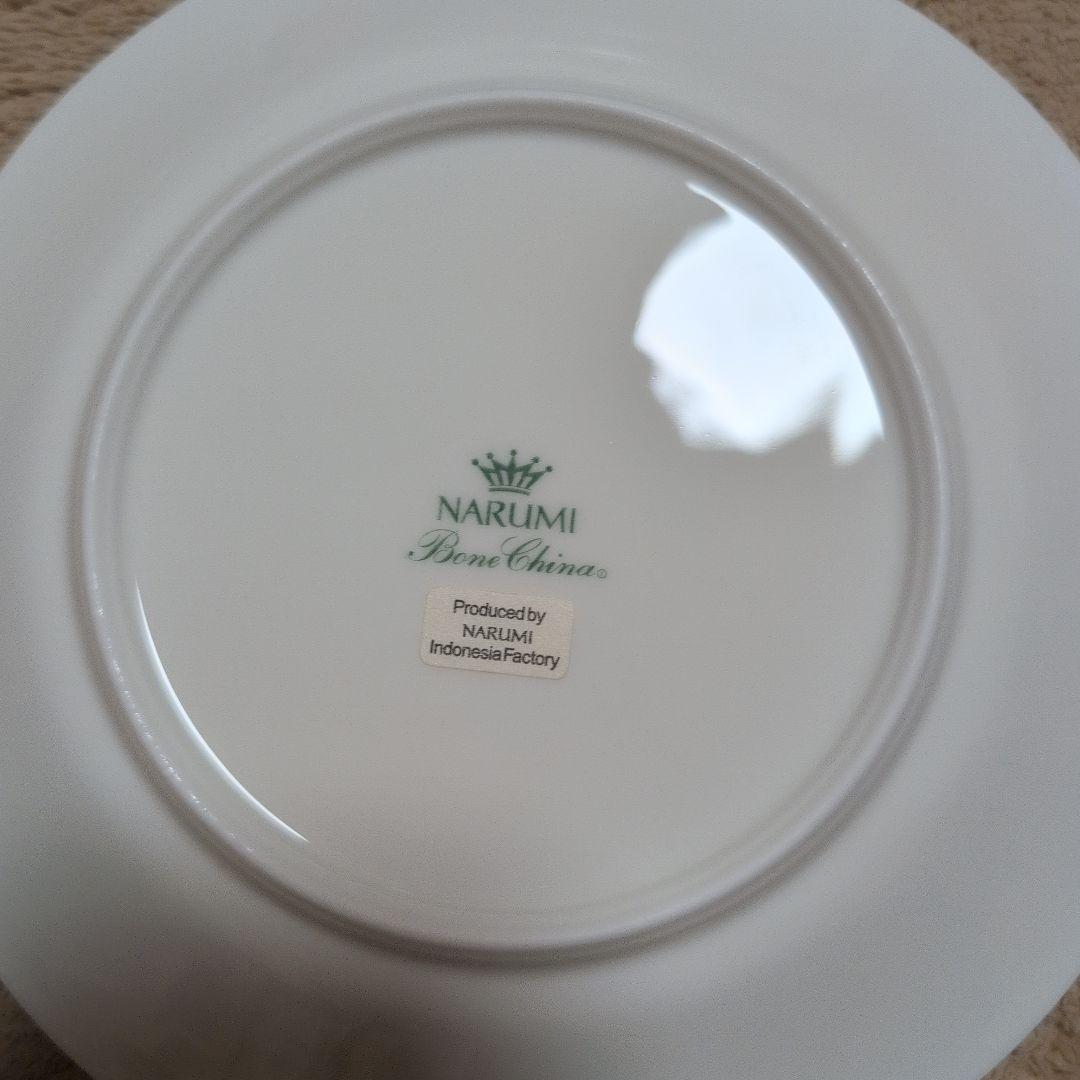 NARUMI
Bone China®
Produced by
NARUMI
Indonesia Factory